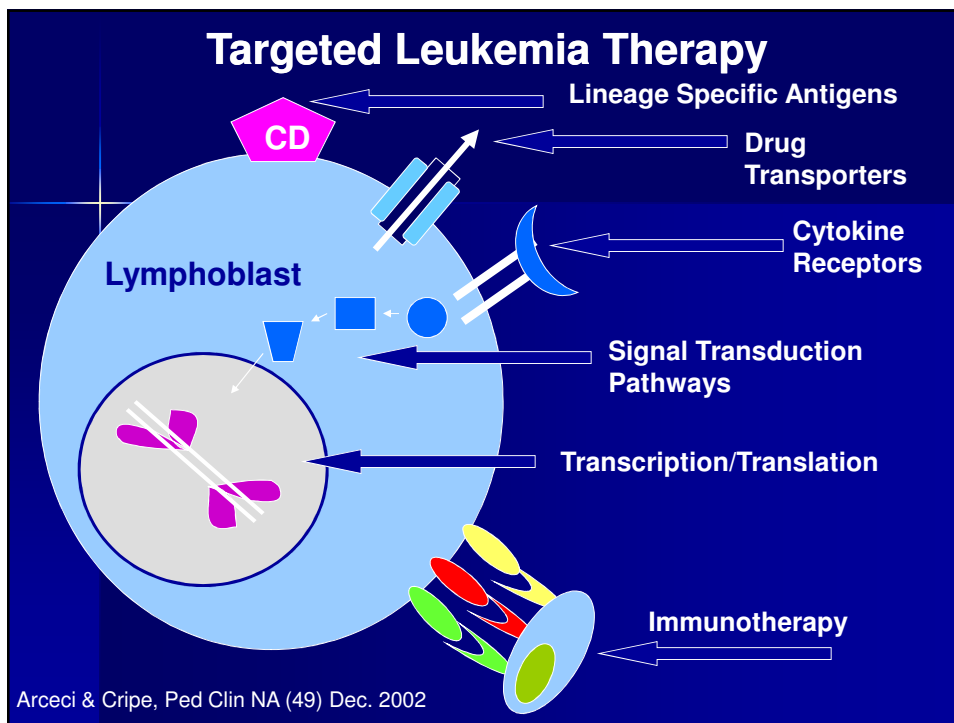 Targeted Leukemia Therapy
Lineage Specific Antigens
CD
Drug
Transporters
Cytokine
Receptors
Lymphoblast
Signal Transduction
Pathways
Transcription/Translation
Immunotherapy
Arceci & Cripe, Ped Clin NA (49) Dec. 2002